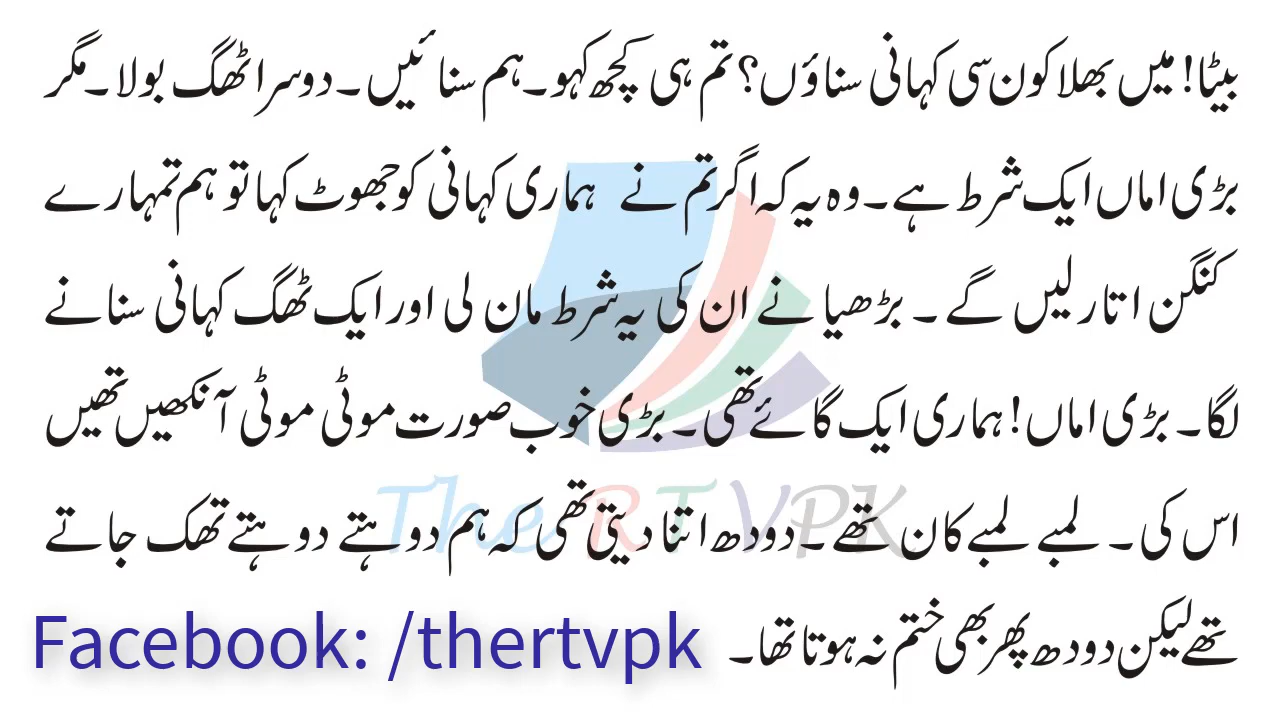 بیٹا! میں بھلا کون سی کہانی سناؤں؟ تم ہی کچھ کہو۔ ہم سنائیں۔ دوسرا ٹھگ بولا۔ مگر
بڑی اماں ایک شرط ہے۔ وہ یہ کہ اگر تم نے ہماری کہانی کو جھوٹ کہا تو ہم تمہارے
کنگن اتار لیں گے ۔ بڑھیا نے ان کی یہ شرط مان لی اور ایک ٹھگ کہانی سنانے
لگا۔ بڑی اماں! ہماری ایک گائے تھی۔ بڑی خوب صورت موٹی موٹی آنکھیں تھیں
اس کی۔ لمبے لمبے کان تھے۔ دودھ اتنا دیتی تھی کہ ہم دوہتے دوہتے تھک جاتے
تھے لیکن دودھ پھر بھی ختم نہ ہوتا تھا۔
The RTVPK
Facebook: /thertvpk